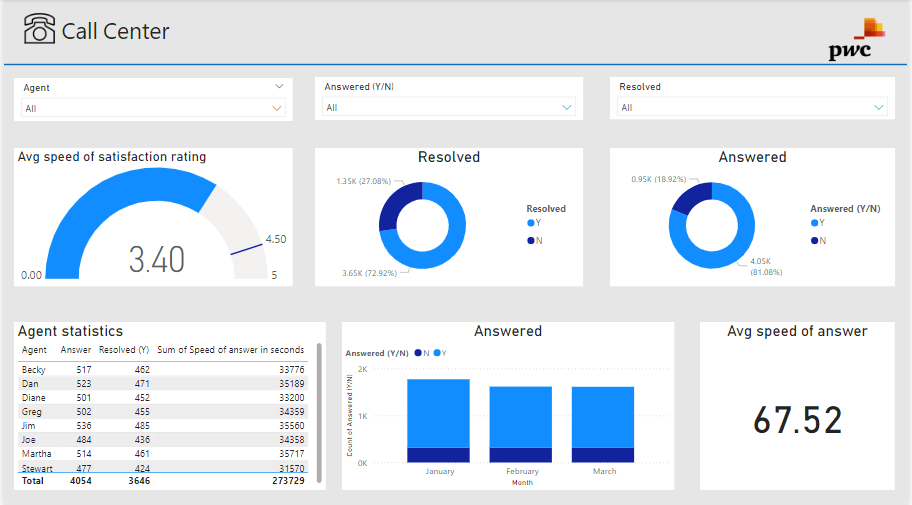 Call Center
pwc
Agent
All
Answered (Y/N)
All
Resolved
All
Avg speed of satisfaction rating
3.40
0.00
4.50
5
Resolved
1.35K (27.08%)
3.65K (72.92%)
Resolved
Y
N
Answered
0.95K (18.92%)
4.05K
(81.08%)
Answered (Y/N)
Y
N
Agent statistics
Agent Answer Resolved (Y) Sum of Speed of answer in seconds
Becky 517 462 33776
Dan 523 471 35189
Diane 501 452 33200
Greg 502 455 34359
Jim 536 485 35560
Joe 484 436 34358
Martha 514 461 35717
Stewart 477 424 31570
Total 4054 3646 273729
Answered
Answered (Y/N) N Y
Count of Answered (Y/N)
2K
1K
0K
January February March
Month
Avg speed of answer
67.52